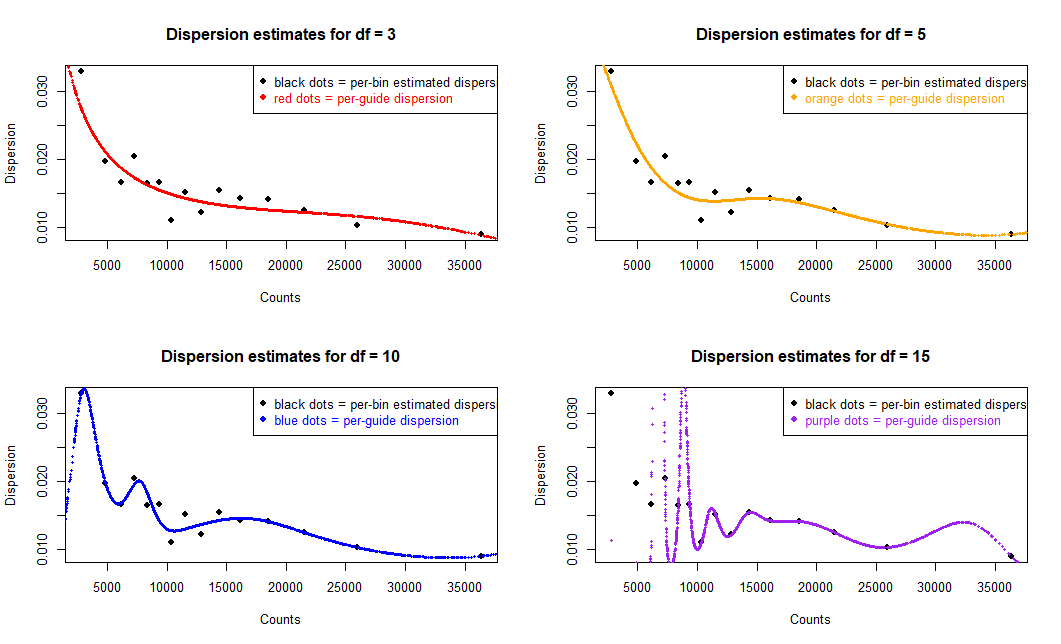 Dispersion estimates for df = 3
black dots = per-bin estimated dispers
red dots = per-guide dispersion
Dispersion
0.010
0.020
0.030
5000 10000 15000 20000 25000 30000 35000
Counts
Dispersion estimates for df = 5
black dots = per-bin estimated dispers
orange dots = per-guide dispersion
Dispersion
0.010
0.020
0.030
5000 10000 15000 20000 25000 30000 35000
Counts
Dispersion estimates for df = 10
black dots = per-bin estimated dispers
blue dots = per-guide dispersion
Dispersion
0.010
0.020
0.030
5000 10000 15000 20000 25000 30000 35000
Counts
Dispersion estimates for df = 15
black dots = per-bin estimated dispers
purple dots = per-guide dispersion
Dispersion
0.010
0.020
0.030
5000 10000 15000 20000 25000 30000 35000
Counts